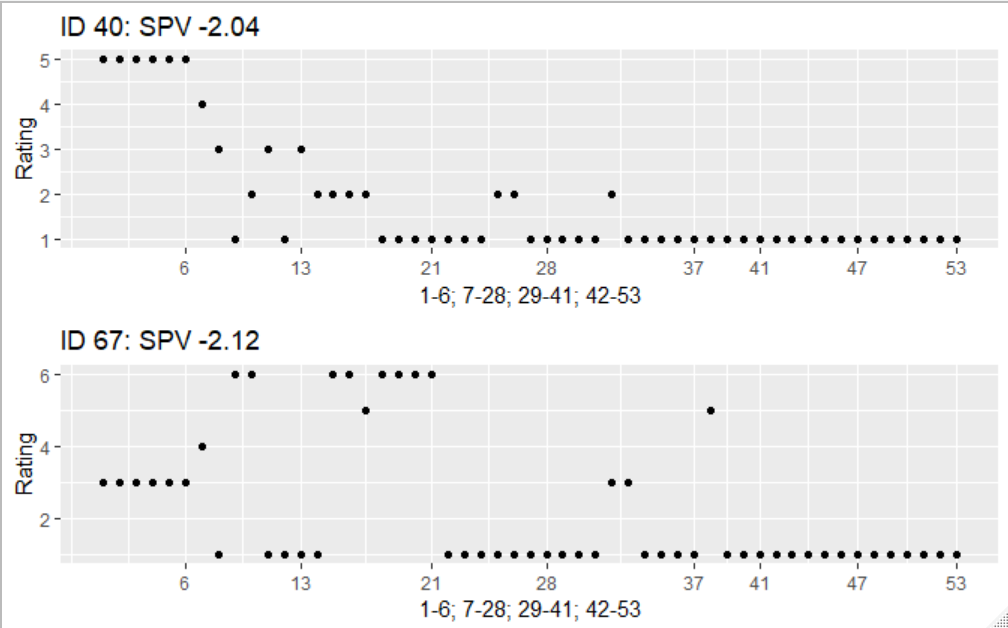 ID 40: SPV -2.04
5
4
3
2
1
Rating
6 13 21 28 37 41 47 53
1-6; 7-28; 29-41; 42-53
ID 67: SPV -2.12
6
4
2
Rating
6 13 21 28 37 41 47 53
1-6; 7-28; 29-41; 42-53